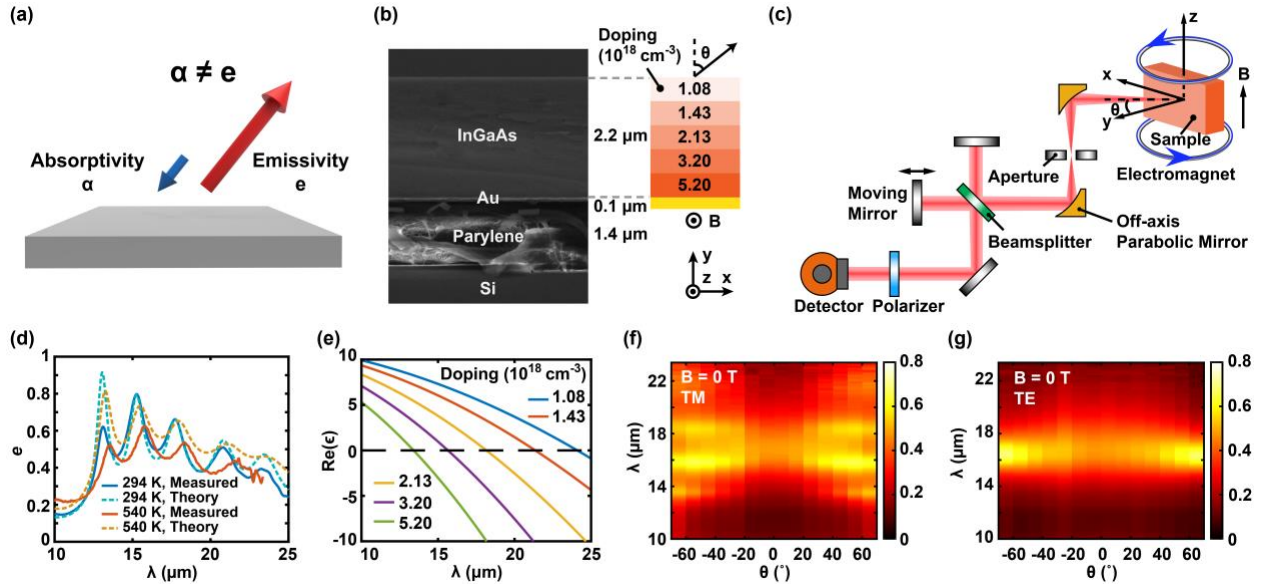 (a)
α ≠ e
Absorptivity
α
Emissivity
e
(b)
Doping
(10¹⁸ cm⁻³)
θ
InGaAs
2.2 µm
1.08
1.43
2.13
3.20
5.20
Au
0.1 µm
Parylene
1.4 µm
Si
B
y
z
x
(c)
z
x
B
θ
y
Sample
Aperture
Electromagnet
Moving
Mirror
Beamsplitter
Off-axis
Parabolic Mirror
Detector
Polarizer
(d)
1
0.8
0.6
0.4
0.2
0
e
294 K, Measured
294 K, Theory
540 K, Measured
540 K, Theory
10 15 20 25
λ (µm)
(e)
10
5
0
-5
-10
Re(ϵ)
Doping (10¹⁸ cm⁻³)
1.08
1.43
2.13
3.20
5.20
10 15 20 25
λ (µm)
(f)
B = 0 T
TM
22
18
14
10
λ (µm)
-60 -40 -20 0 20 40 60
θ (°)
0.8
0.6
0.4
0.2
0
(g)
B = 0 T
TE
22
18
14
10
λ (µm)
-60 -40 -20 0 20 40 60
θ (°)
0.8
0.6
0.4
0.2
0